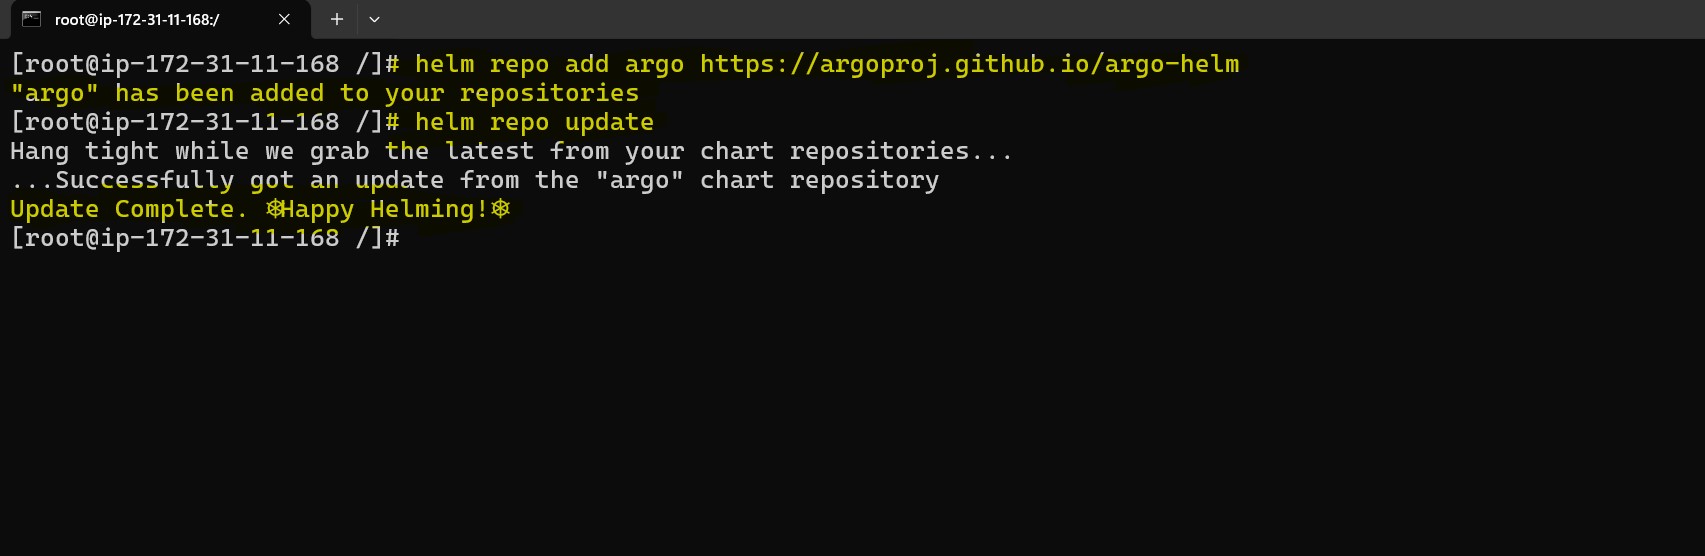 root@ip-172-31-11-168:/
[root@ip-172-31-11-168 /]# helm repo add argo https://argoproj.github.io/argo-helm
"argo" has been added to your repositories
[root@ip-172-31-11-168 /]# helm repo update
Hang tight while we grab the latest from your chart repositories...
...Successfully got an update from the "argo" chart repository
Update Complete. ⎈Happy Helming!⎈
[root@ip-172-31-11-168 /]#